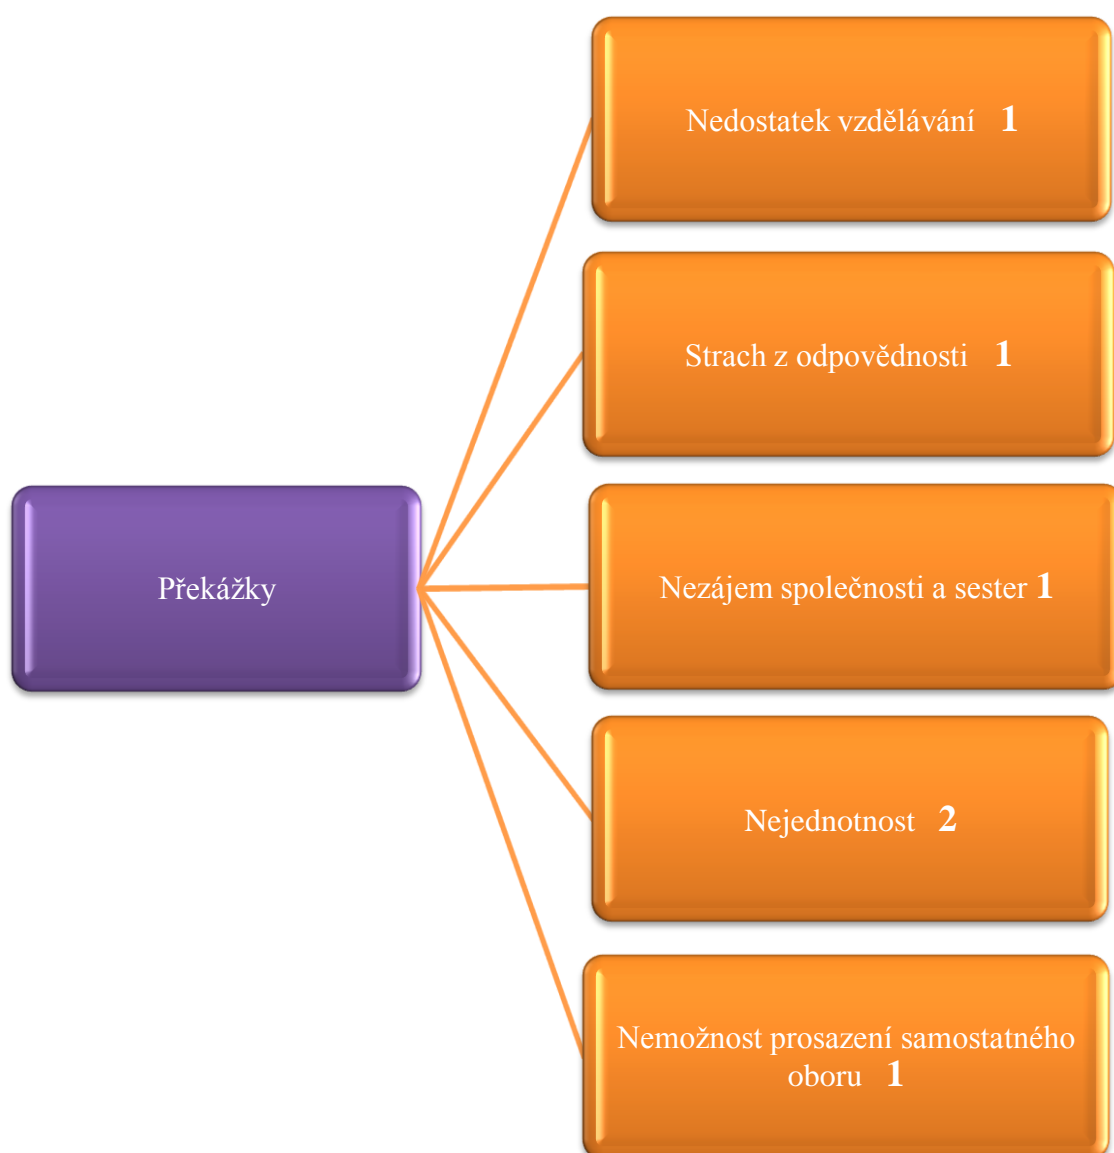 Nedostatek vzdělávání 1
Strach z odpovědnosti 1
Překážky
Nezájem společnosti a sester 1
Nejednotnost 2
Nemožnost prosazení samostatného
oboru 1